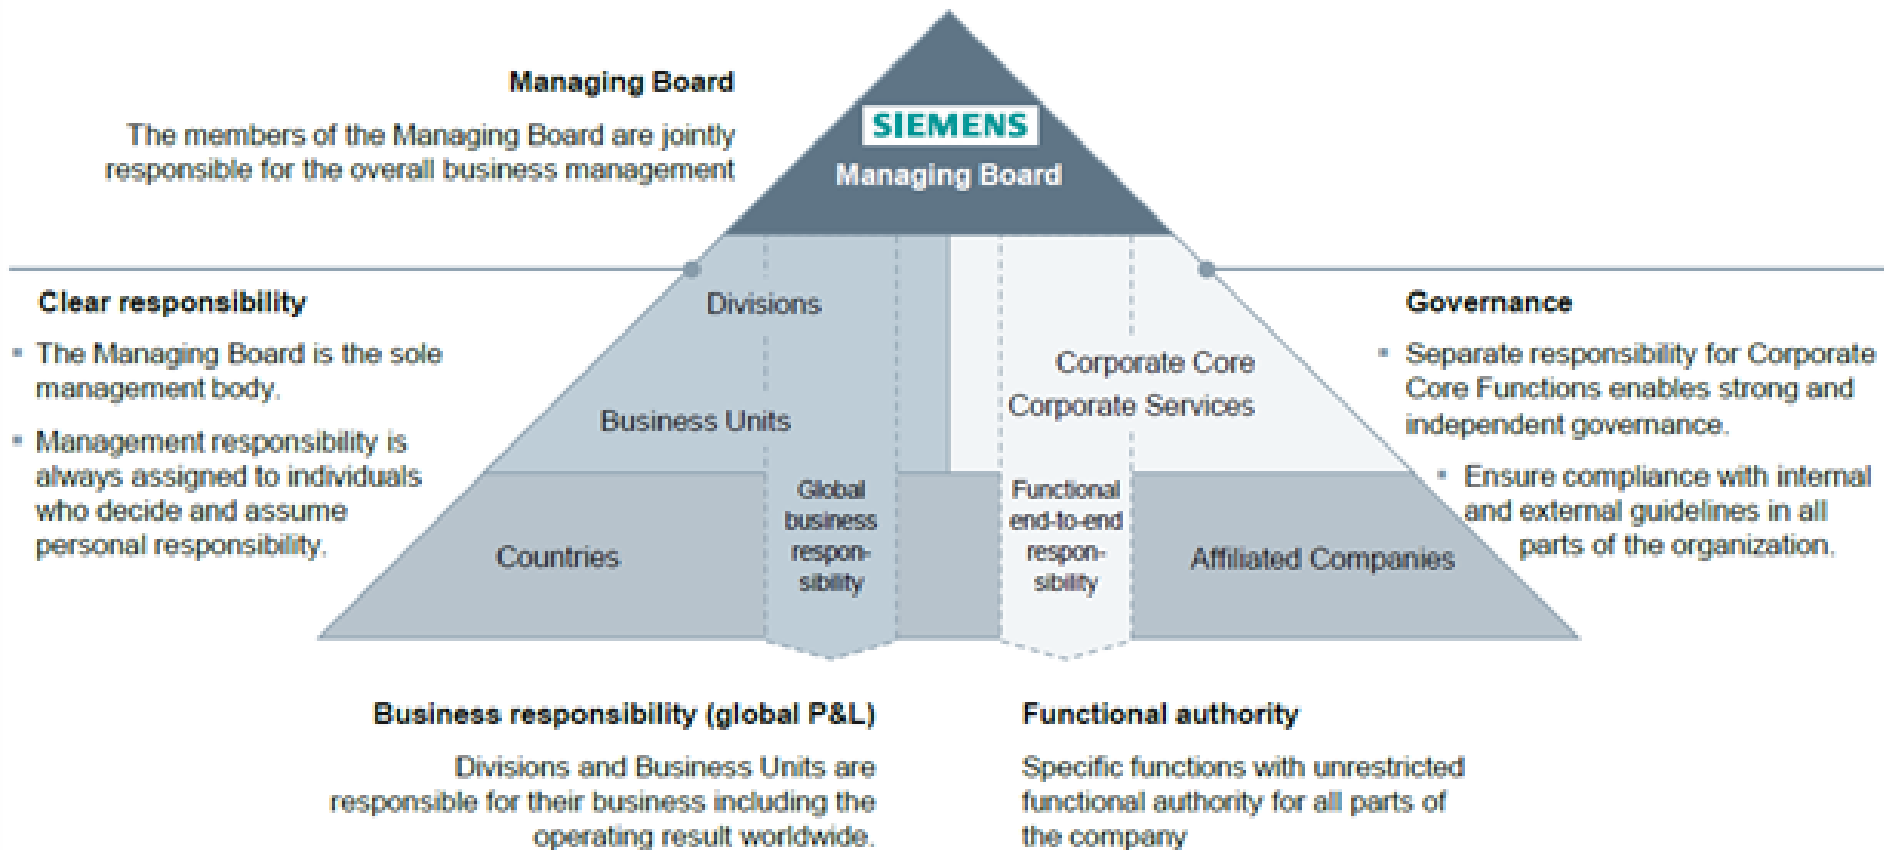 Managing Board
The members of the Managing Board are jointly
responsible for the overall business management
SIEMENS
Managing Board
Clear responsibility
▪ The Managing Board is the sole
management body.
▪ Management responsibility is
always assigned to individuals
who decide and assume
personal responsibility.
Divisions
Business Units
Corporate Core
Corporate Services
Governance
▪ Separate responsibility for Corporate
Core Functions enables strong and
independent governance.
▪ Ensure compliance with internal
and external guidelines in all
parts of the organization.
Countries
Global
business
respon-
sibility
Functional
end-to-end
respon-
sibility
Affiliated Companies
Business responsibility (global P&L)
Divisions and Business Units are
responsible for their business including the
operating result worldwide.
Functional authority
Specific functions with unrestricted
functional authority for all parts of
the company